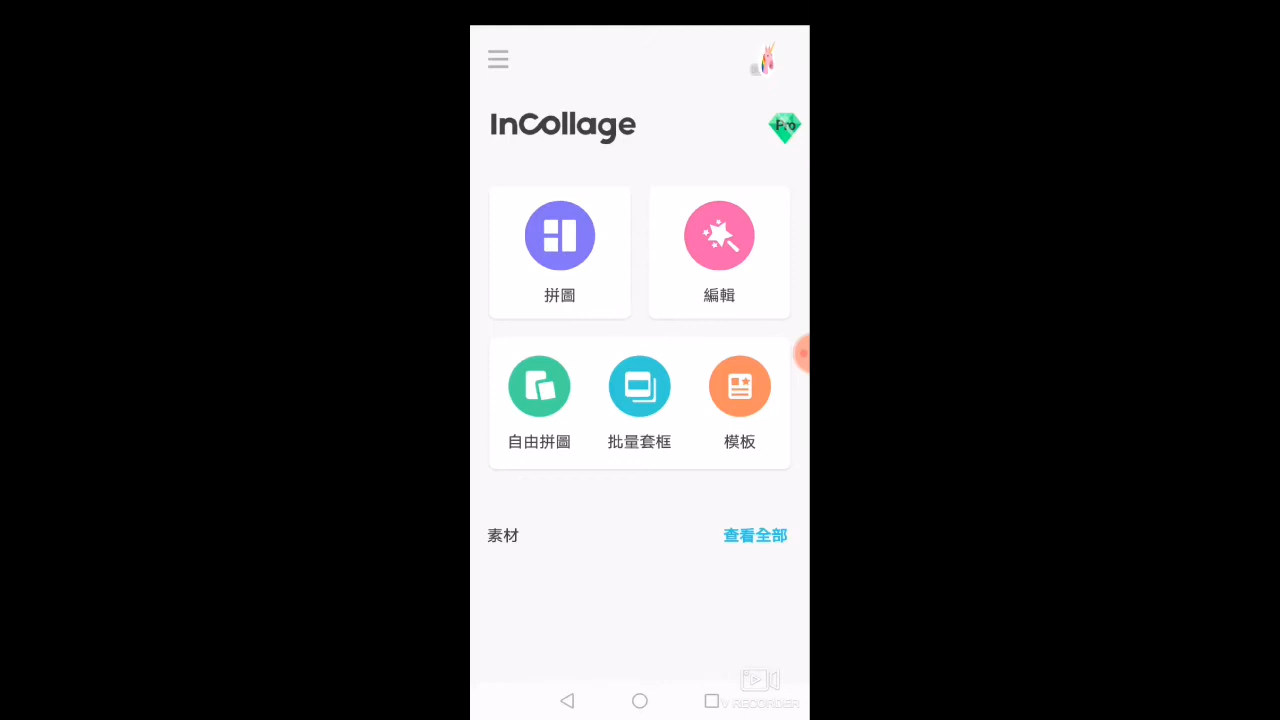 InCollage
Pro
拼圖
編輯
自由拼圖
批量套框
模板
素材
查看全部
V RECORDER